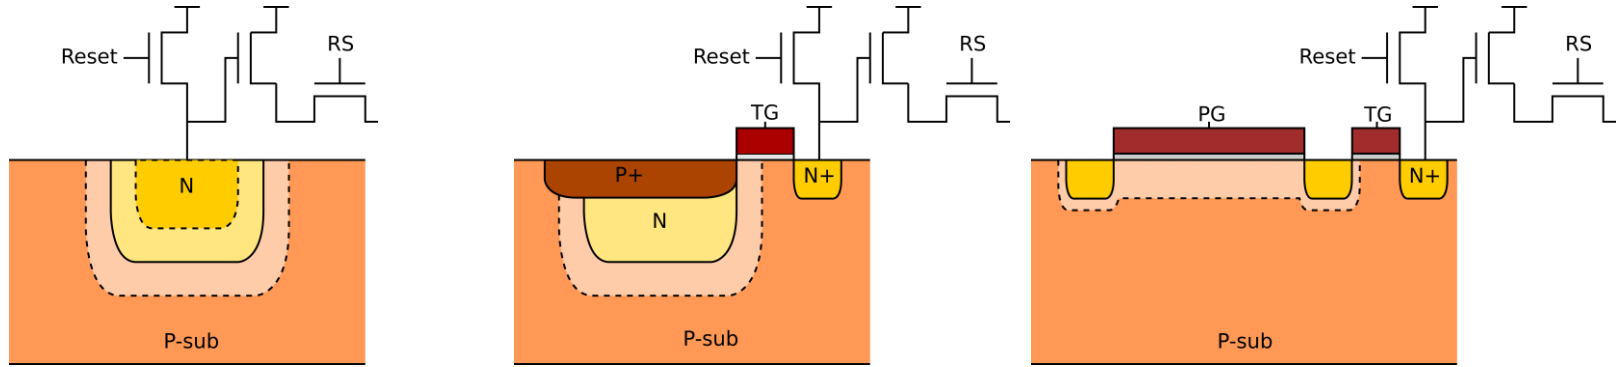 Reset
RS
N
P-sub
Reset
RS
TG
P+
N+
N
P-sub
Reset
RS
PG
TG
N+
P-sub